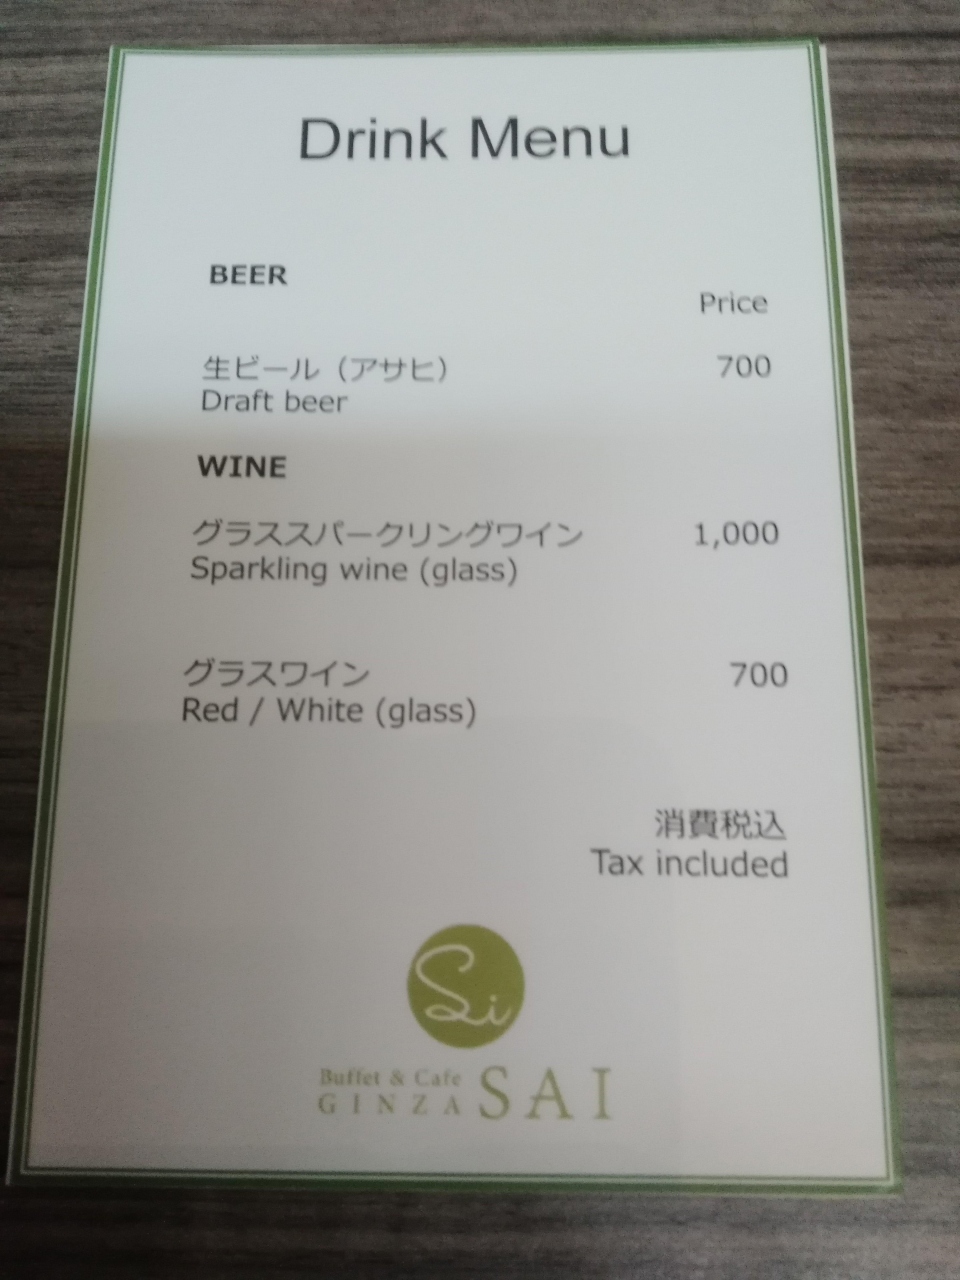 Drink Menu
BEER
Price
生ビール（アサヒ） 700
Draft beer
WINE
グラススパークリングワイン 1,000
Sparkling wine (glass)
グラスワイン 700
Red / White (glass)
消費税込
Tax included
Si
Buffet & Cafe
GINZA SAI